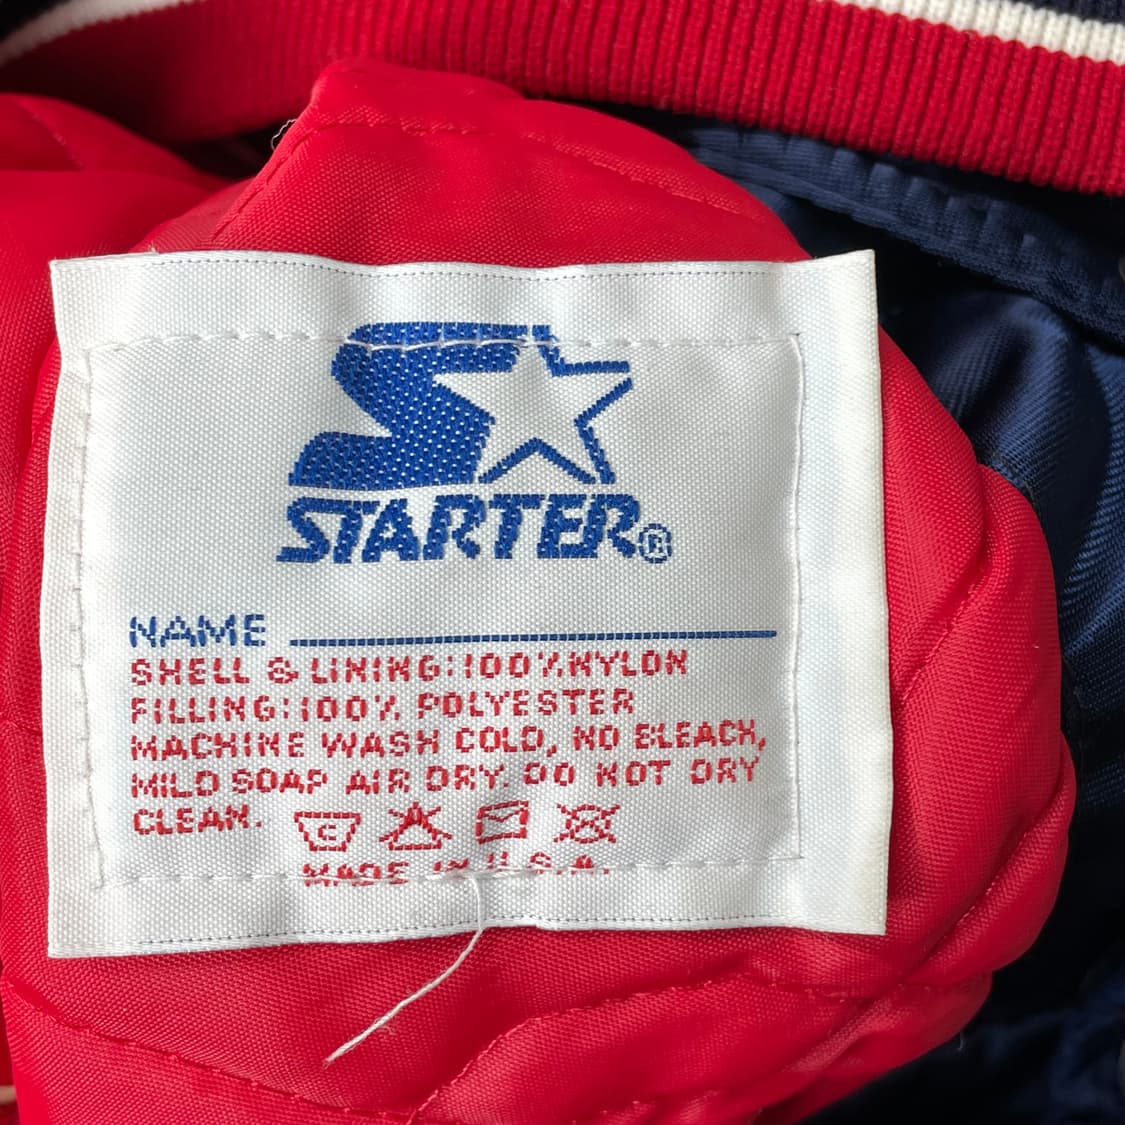 STARTER®
NAME
SHELL & LINING:100%NYLON
FILLING:100% POLYESTER
MACHINE WASH COLD, NO BLEACH,
MILD SOAP AIR DRY. DO NOT DRY
CLEAN.
C
MADE IN U.S.A.